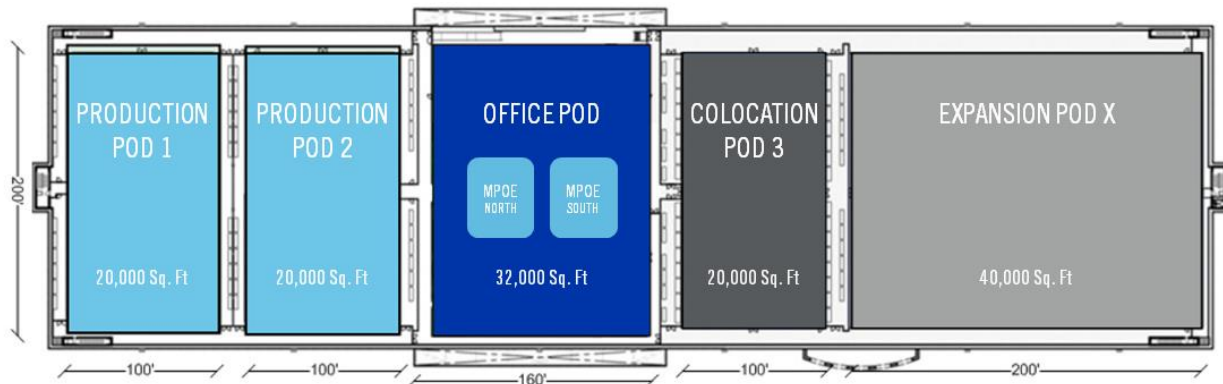 PRODUCTION
POD 1
20,000 Sq. Ft
PRODUCTION
POD 2
20,000 Sq. Ft
OFFICE POD
MPOE
NORTH
MPOE
SOUTH
32,000 Sq. Ft
COLOCATION
POD 3
20,000 Sq. Ft
EXPANSION POD X
40,000 Sq. Ft
200'
100'
100'
160'
100'
200'